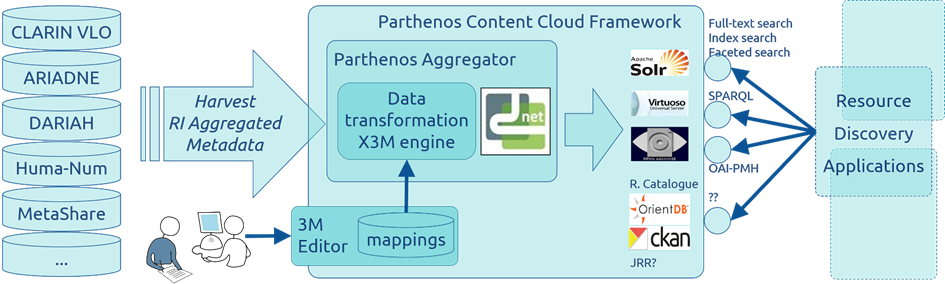 CLARIN VLO
ARIADNE
DARIAH
Huma-Num
MetaShare
...
Harvest
RI Aggregated
Metadata
Parthenos Content Cloud Framework
Parthenos Aggregator
Data
transformation
X3M engine
net
3M
Editor
mappings
Apache
Solr
Virtuoso
Universal Server
OPEN ARCHIVES
R. Catalogue
OrientDB
ckan
JRR?
Full-text search
Index search
Faceted search
SPARQL
OAI-PMH
??
Resource
Discovery
Applications